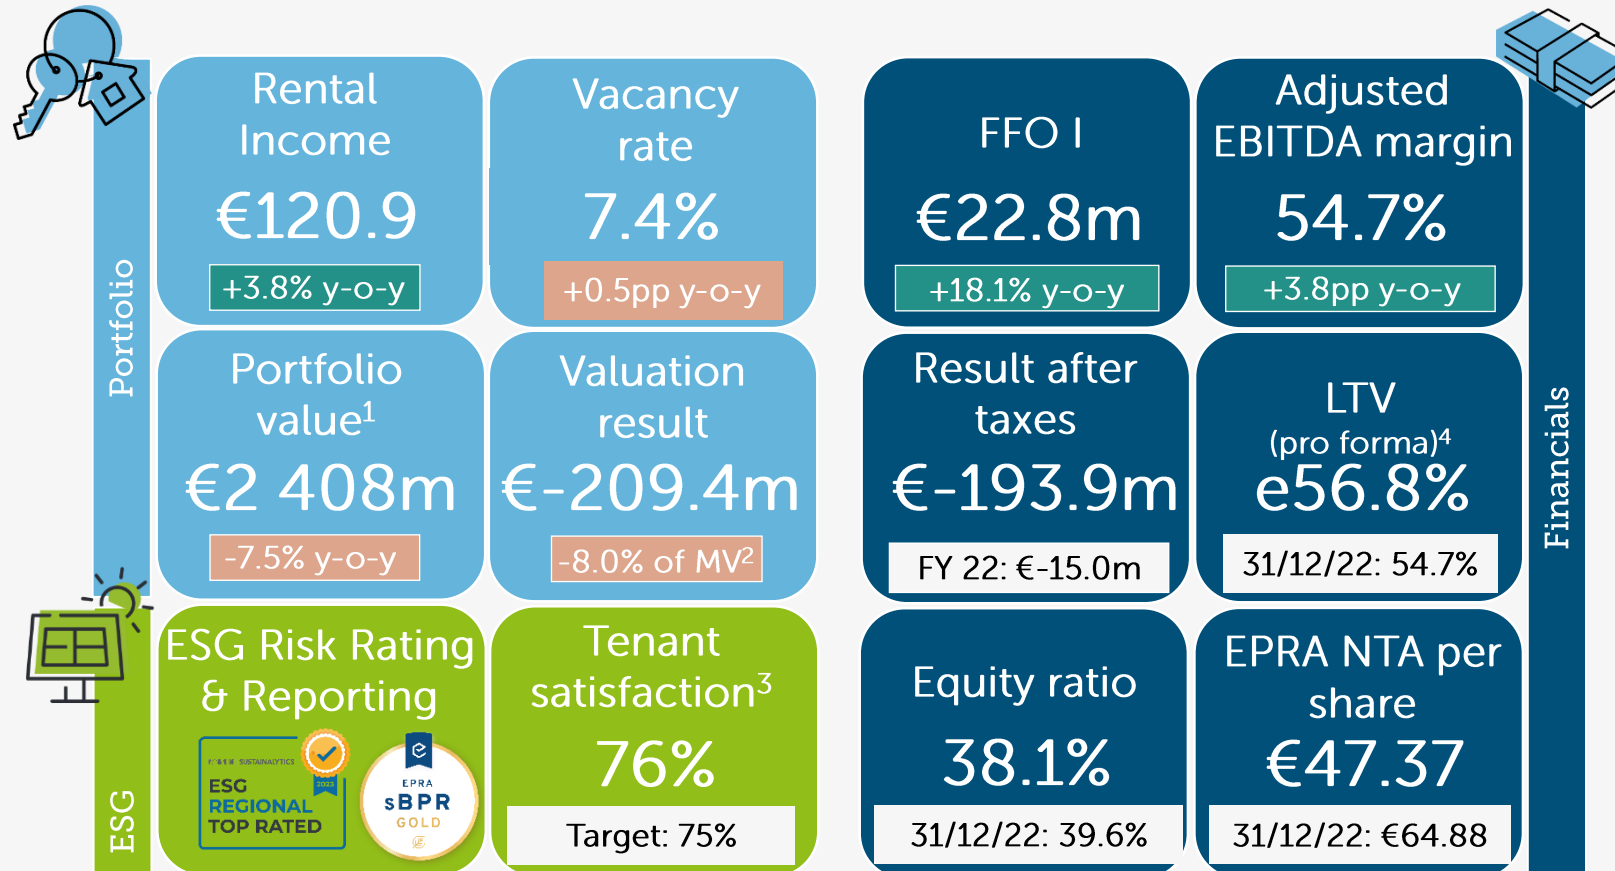 Portfolio
Rental
Income
€120.9
+3.8% y-o-y
Vacancy
rate
7.4%
+0.5pp y-o-y
Portfolio
value1
€2 408m
-7.5% y-o-y
Valuation
result
€-209.4m
-8.0% of MV2
ESG
ESG Risk Rating
& Reporting
SUSTAINALYTICS
2023
ESG
REGIONAL
TOP RATED
EPRA
sBPR
GOLD
Tenant
satisfaction3
76%
Target: 75%
FFO I
€22.8m
+18.1% y-o-y
Adjusted
EBITDA margin
54.7%
+3.8pp y-o-y
Result after
taxes
€-193.9m
FY 22: €-15.0m
LTV
(pro forma)4
e56.8%
31/12/22: 54.7%
Equity ratio
38.1%
31/12/22: 39.6%
EPRA NTA per
share
€47.37
31/12/22: €64.88
Financials